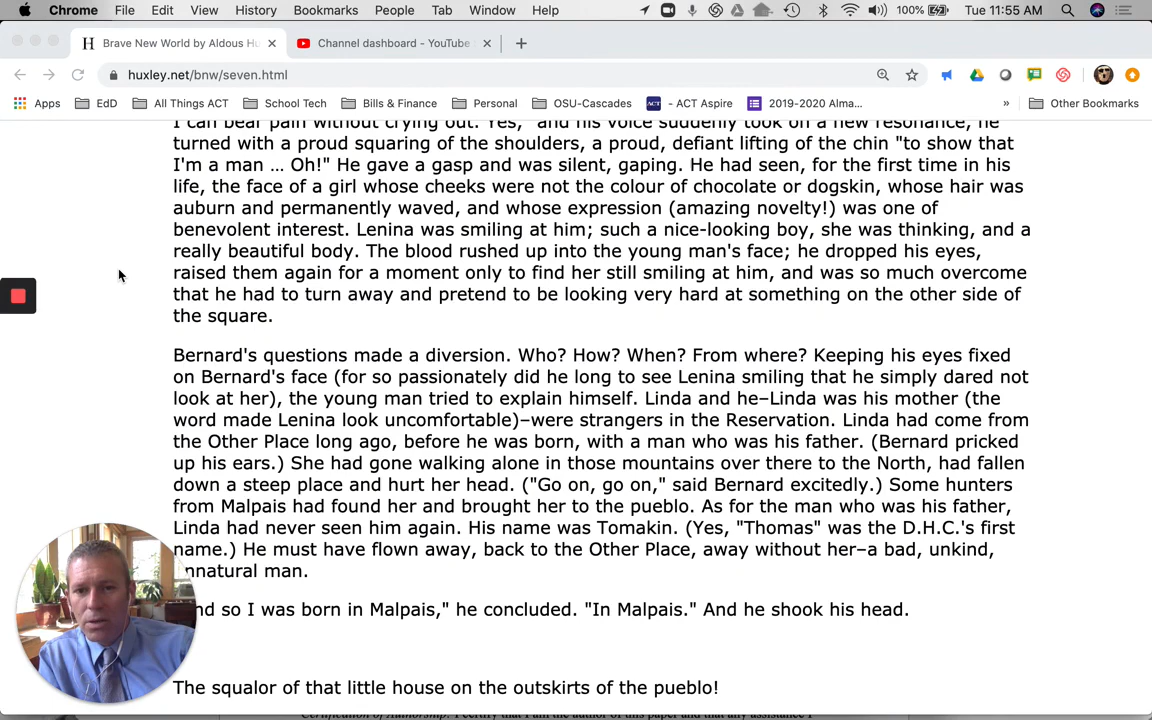 Chrome File Edit View History Bookmarks People Tab Window Help 100% Tue 11:55 AM
H Brave New World by Aldous Hu Channel dashboard - YouTube
huxley.net/bnw/seven.html
Apps EdD All Things ACT School Tech Bills & Finance Personal OSU-Cascades ACT - ACT Aspire 2019-2020 Alma... » Other Bookmarks
I can bear pain without crying out. Yes," and his voice suddenly took on a new resonance, he
turned with a proud squaring of the shoulders, a proud, defiant lifting of the chin "to show that
I'm a man … Oh!" He gave a gasp and was silent, gaping. He had seen, for the first time in his
life, the face of a girl whose cheeks were not the colour of chocolate or dogskin, whose hair was
auburn and permanently waved, and whose expression (amazing novelty!) was one of
benevolent interest. Lenina was smiling at him; such a nice-looking boy, she was thinking, and a
really beautiful body. The blood rushed up into the young man's face; he dropped his eyes,
raised them again for a moment only to find her still smiling at him, and was so much overcome
that he had to turn away and pretend to be looking very hard at something on the other side of
the square.
Bernard's questions made a diversion. Who? How? When? From where? Keeping his eyes fixed
on Bernard's face (for so passionately did he long to see Lenina smiling that he simply dared not
look at her), the young man tried to explain himself. Linda and he–Linda was his mother (the
word made Lenina look uncomfortable)–were strangers in the Reservation. Linda had come from
the Other Place long ago, before he was born, with a man who was his father. (Bernard pricked
up his ears.) She had gone walking alone in those mountains over there to the North, had fallen
down a steep place and hurt her head. ("Go on, go on," said Bernard excitedly.) Some hunters
from Malpais had found her and brought her to the pueblo. As for the man who was his father,
Linda had never seen him again. His name was Tomakin. (Yes, "Thomas" was the D.H.C.'s first
name.) He must have flown away, back to the Other Place, away without her–a bad, unkind,
nnatural man.
nd so I was born in Malpais," he concluded. "In Malpais." And he shook his head.
The squalor of that little house on the outskirts of the pueblo!
Certification of Authorship: I certify that I am the author of this paper and that any assistance I